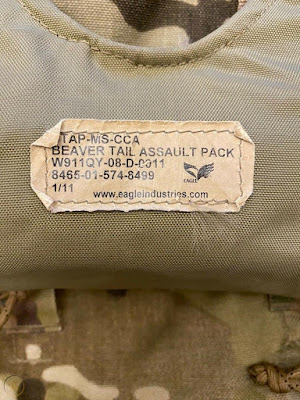 TAP-MS-CCA
BEAVER TAIL ASSAULT PACK
W911QY-08-D-0011
8465-01-574-8499
EAGLE
1/11
www.eagleindustries.com